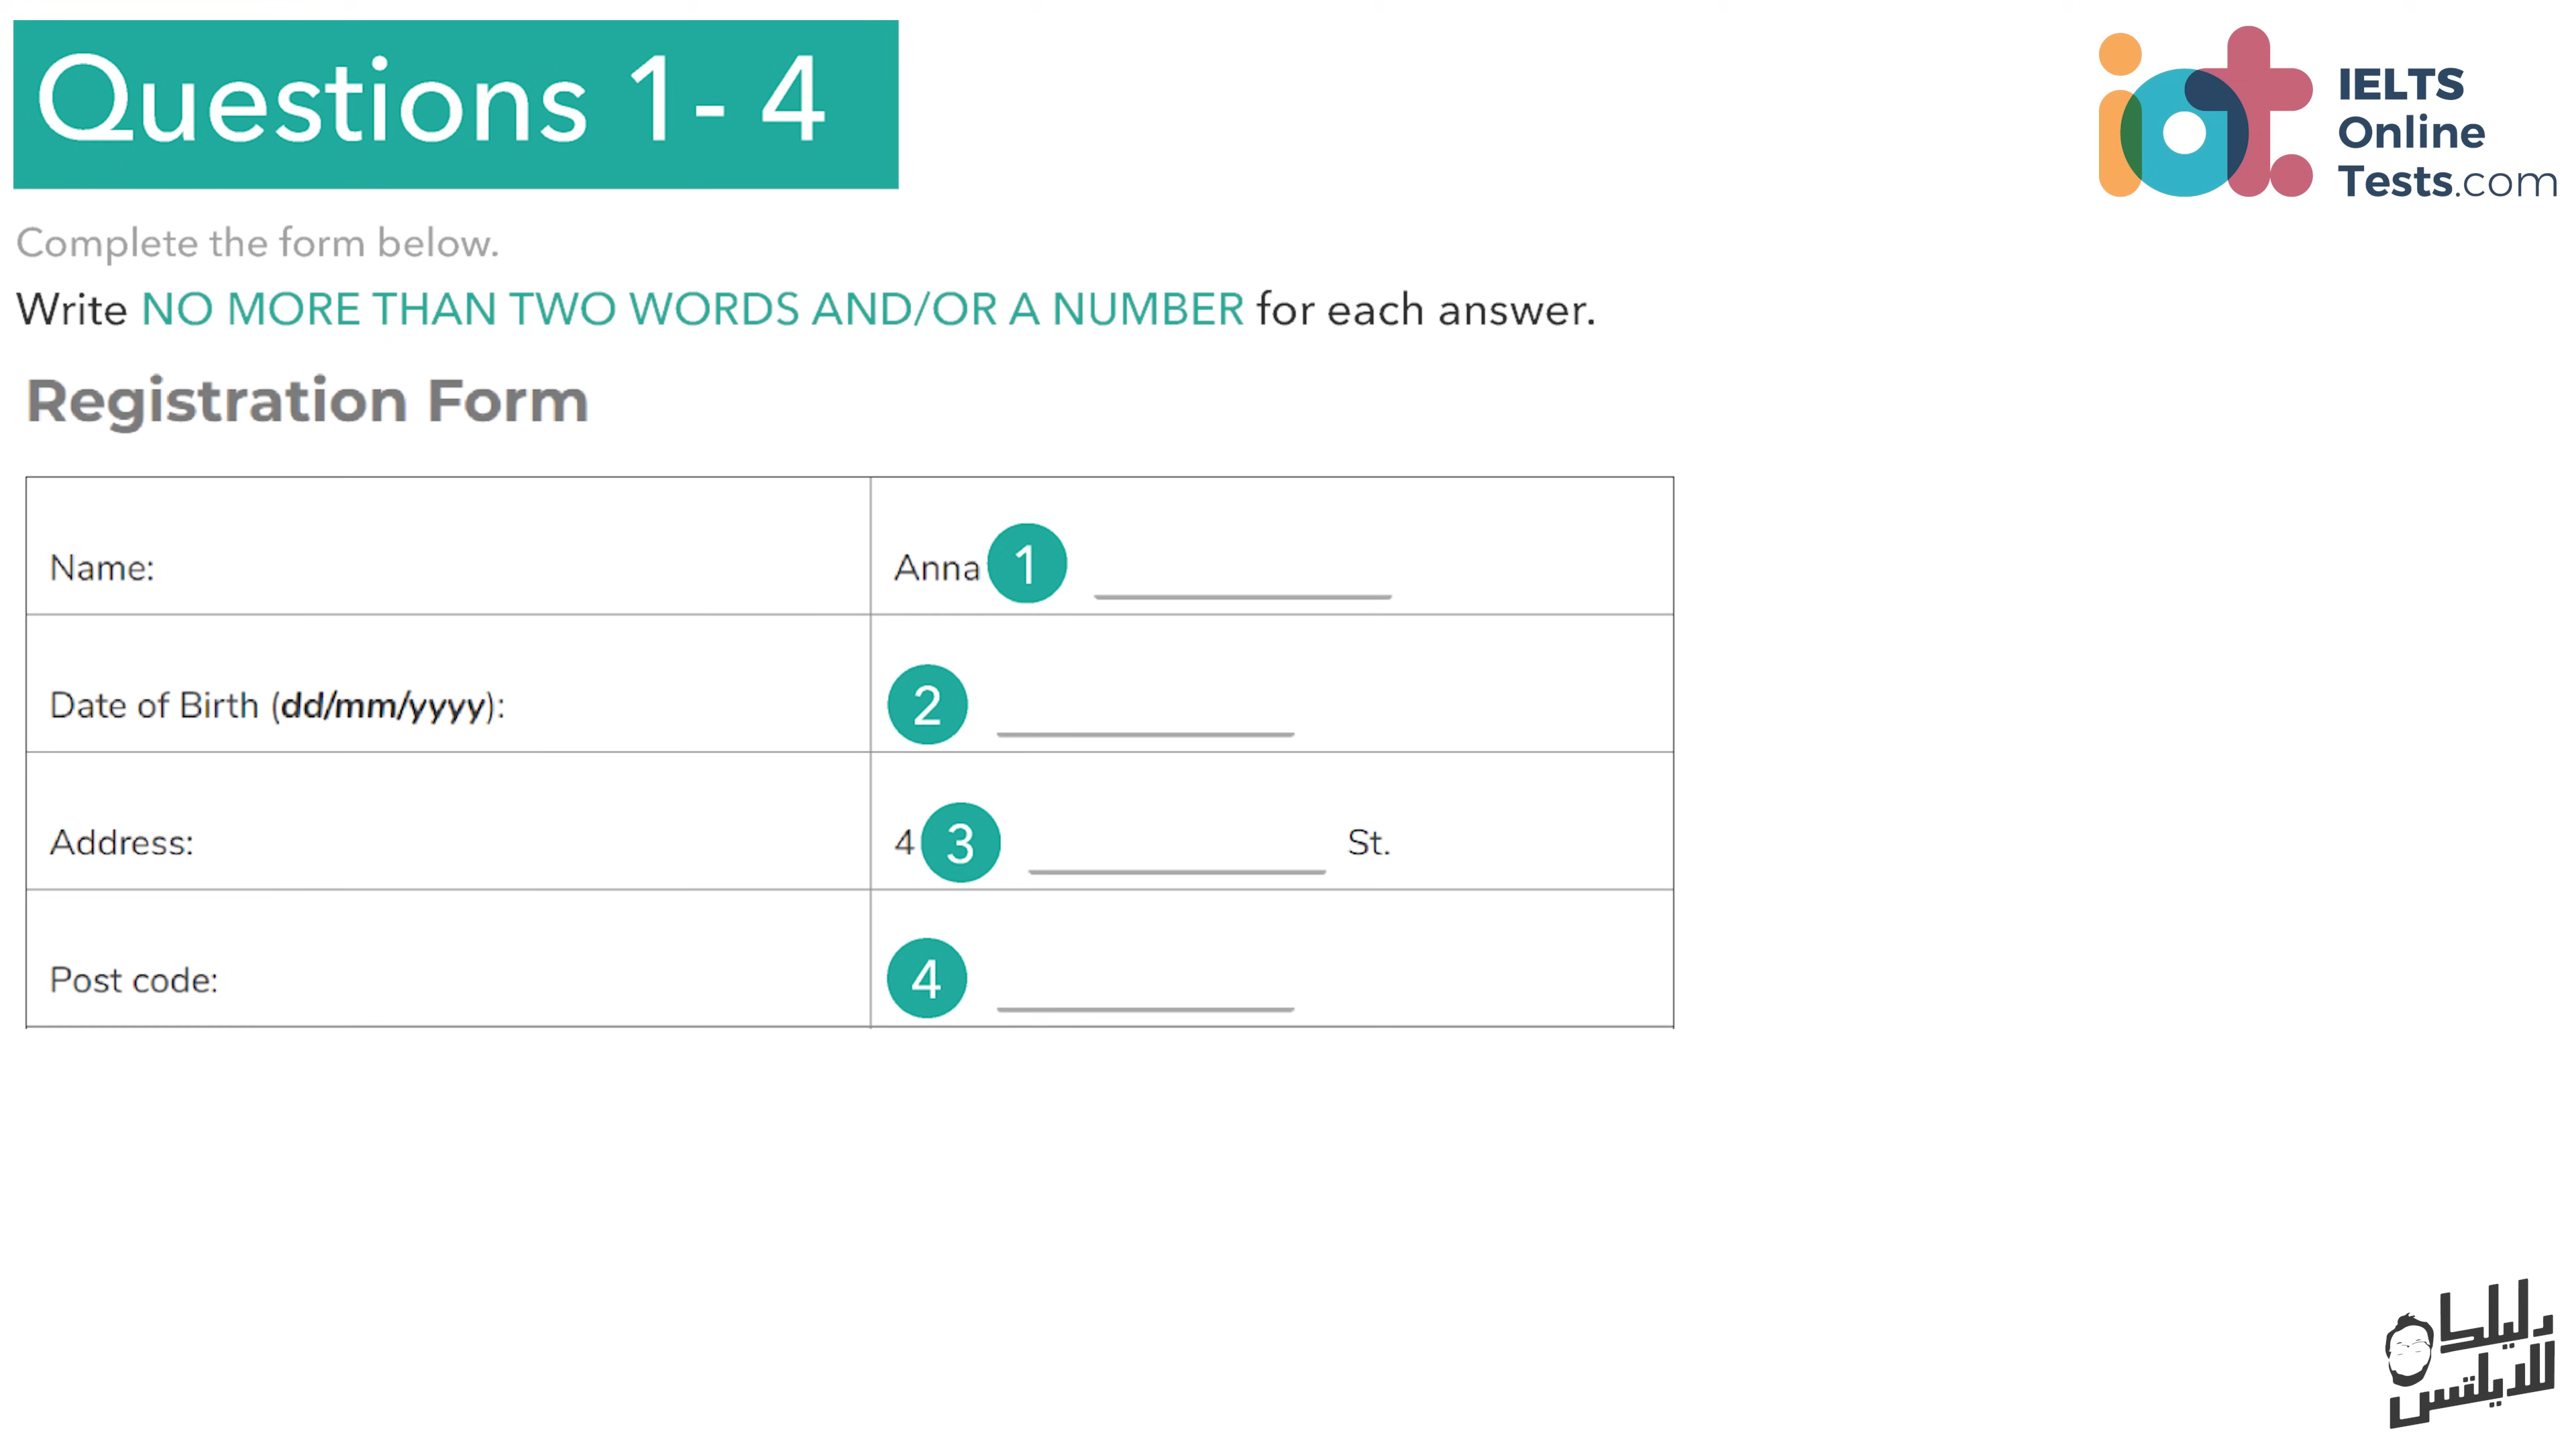 Questions 1- 4
IELTS
Online
Tests.com
Complete the form below.
Write NO MORE THAN TWO WORDS AND/OR A NUMBER for each answer.
Registration Form
Name:
Anna 1
Date of Birth (dd/mm/yyyy):
2
Address:
4 3 St.
Post code:
4
دليلك
للايلتس